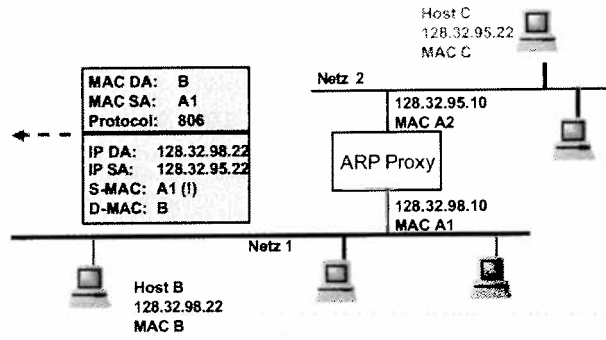 Host C
128.32.95.22
MAC C
MAC DA: B
MAC SA: A1
Protocol: 806
IP DA: 128.32.98.22
IP SA: 128.32.95.22
S-MAC: A1 (!)
D-MAC: B
Netz 2
128.32.95.10
MAC A2
ARP Proxy
128.32.98.10
MAC A1
Netz 1
Host B
128.32.98.22
MAC B